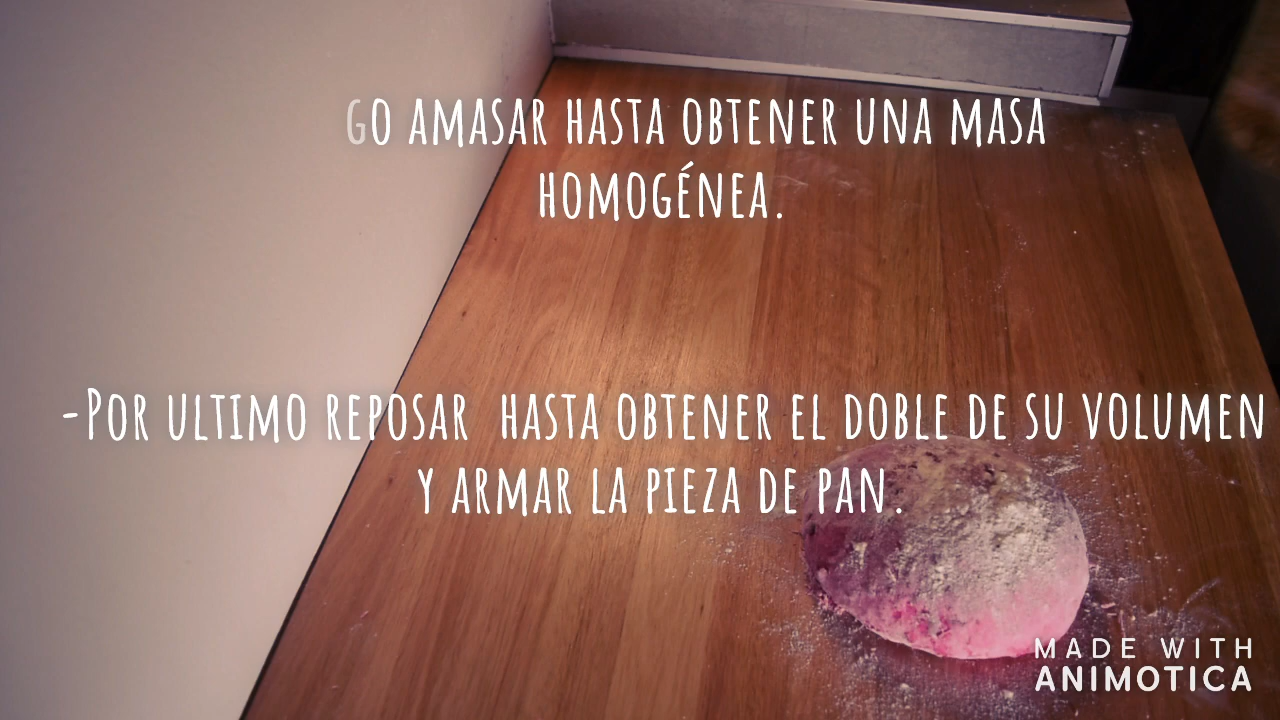 GO AMASAR HASTA OBTENER UNA MASA
HOMOGÉNEA.
-POR ULTIMO REPOSAR HASTA OBTENER EL DOBLE DE SU VOLUMEN
Y ARMAR LA PIEZA DE PAN.
MADE WITH
ANIMOTICA